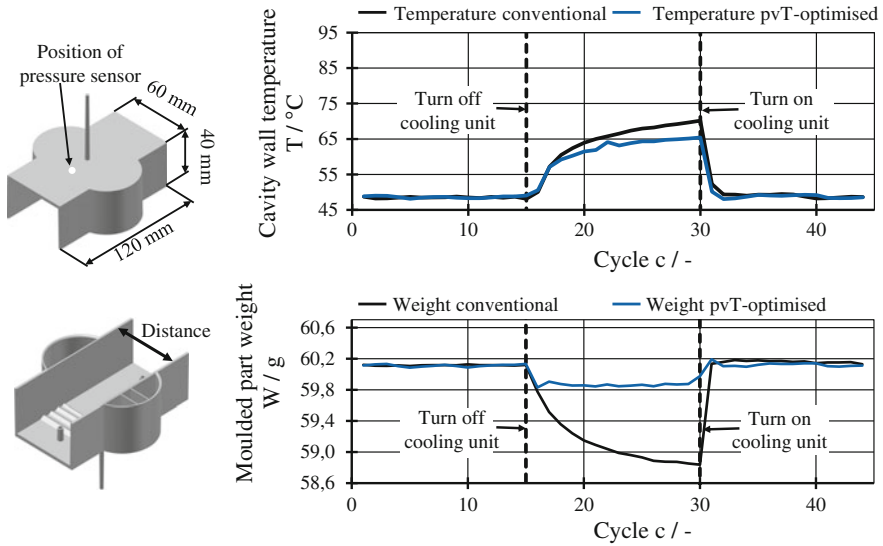 Position of
pressure sensor
60 mm
40 mm
120 mm
Temperature conventional
Temperature pvT-optimised
Cavity wall temperature
T / °C
95
85
75
65
55
45
Turn off
cooling unit
Turn on
cooling unit
0
10
20
30
40
Cycle c / -
Distance
Weight conventional
Weight pvT-optimised
Moulded part weight
W / g
60,6
60,2
59,8
59,4
59,0
58,6
Turn off
cooling unit
Turn on
cooling unit
0
10
20
30
40
Cycle c / -